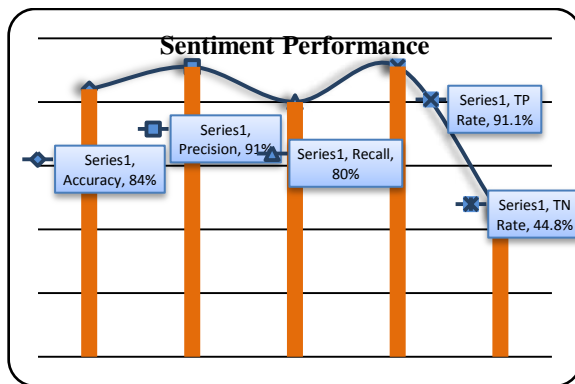 Sentiment Performance
Series1, TP
Rate, 91.1%
Series1,
Precision, 91%
Series1, Recall,
80%
Series1,
Accuracy, 84%
Series1, TN
Rate, 44.8%